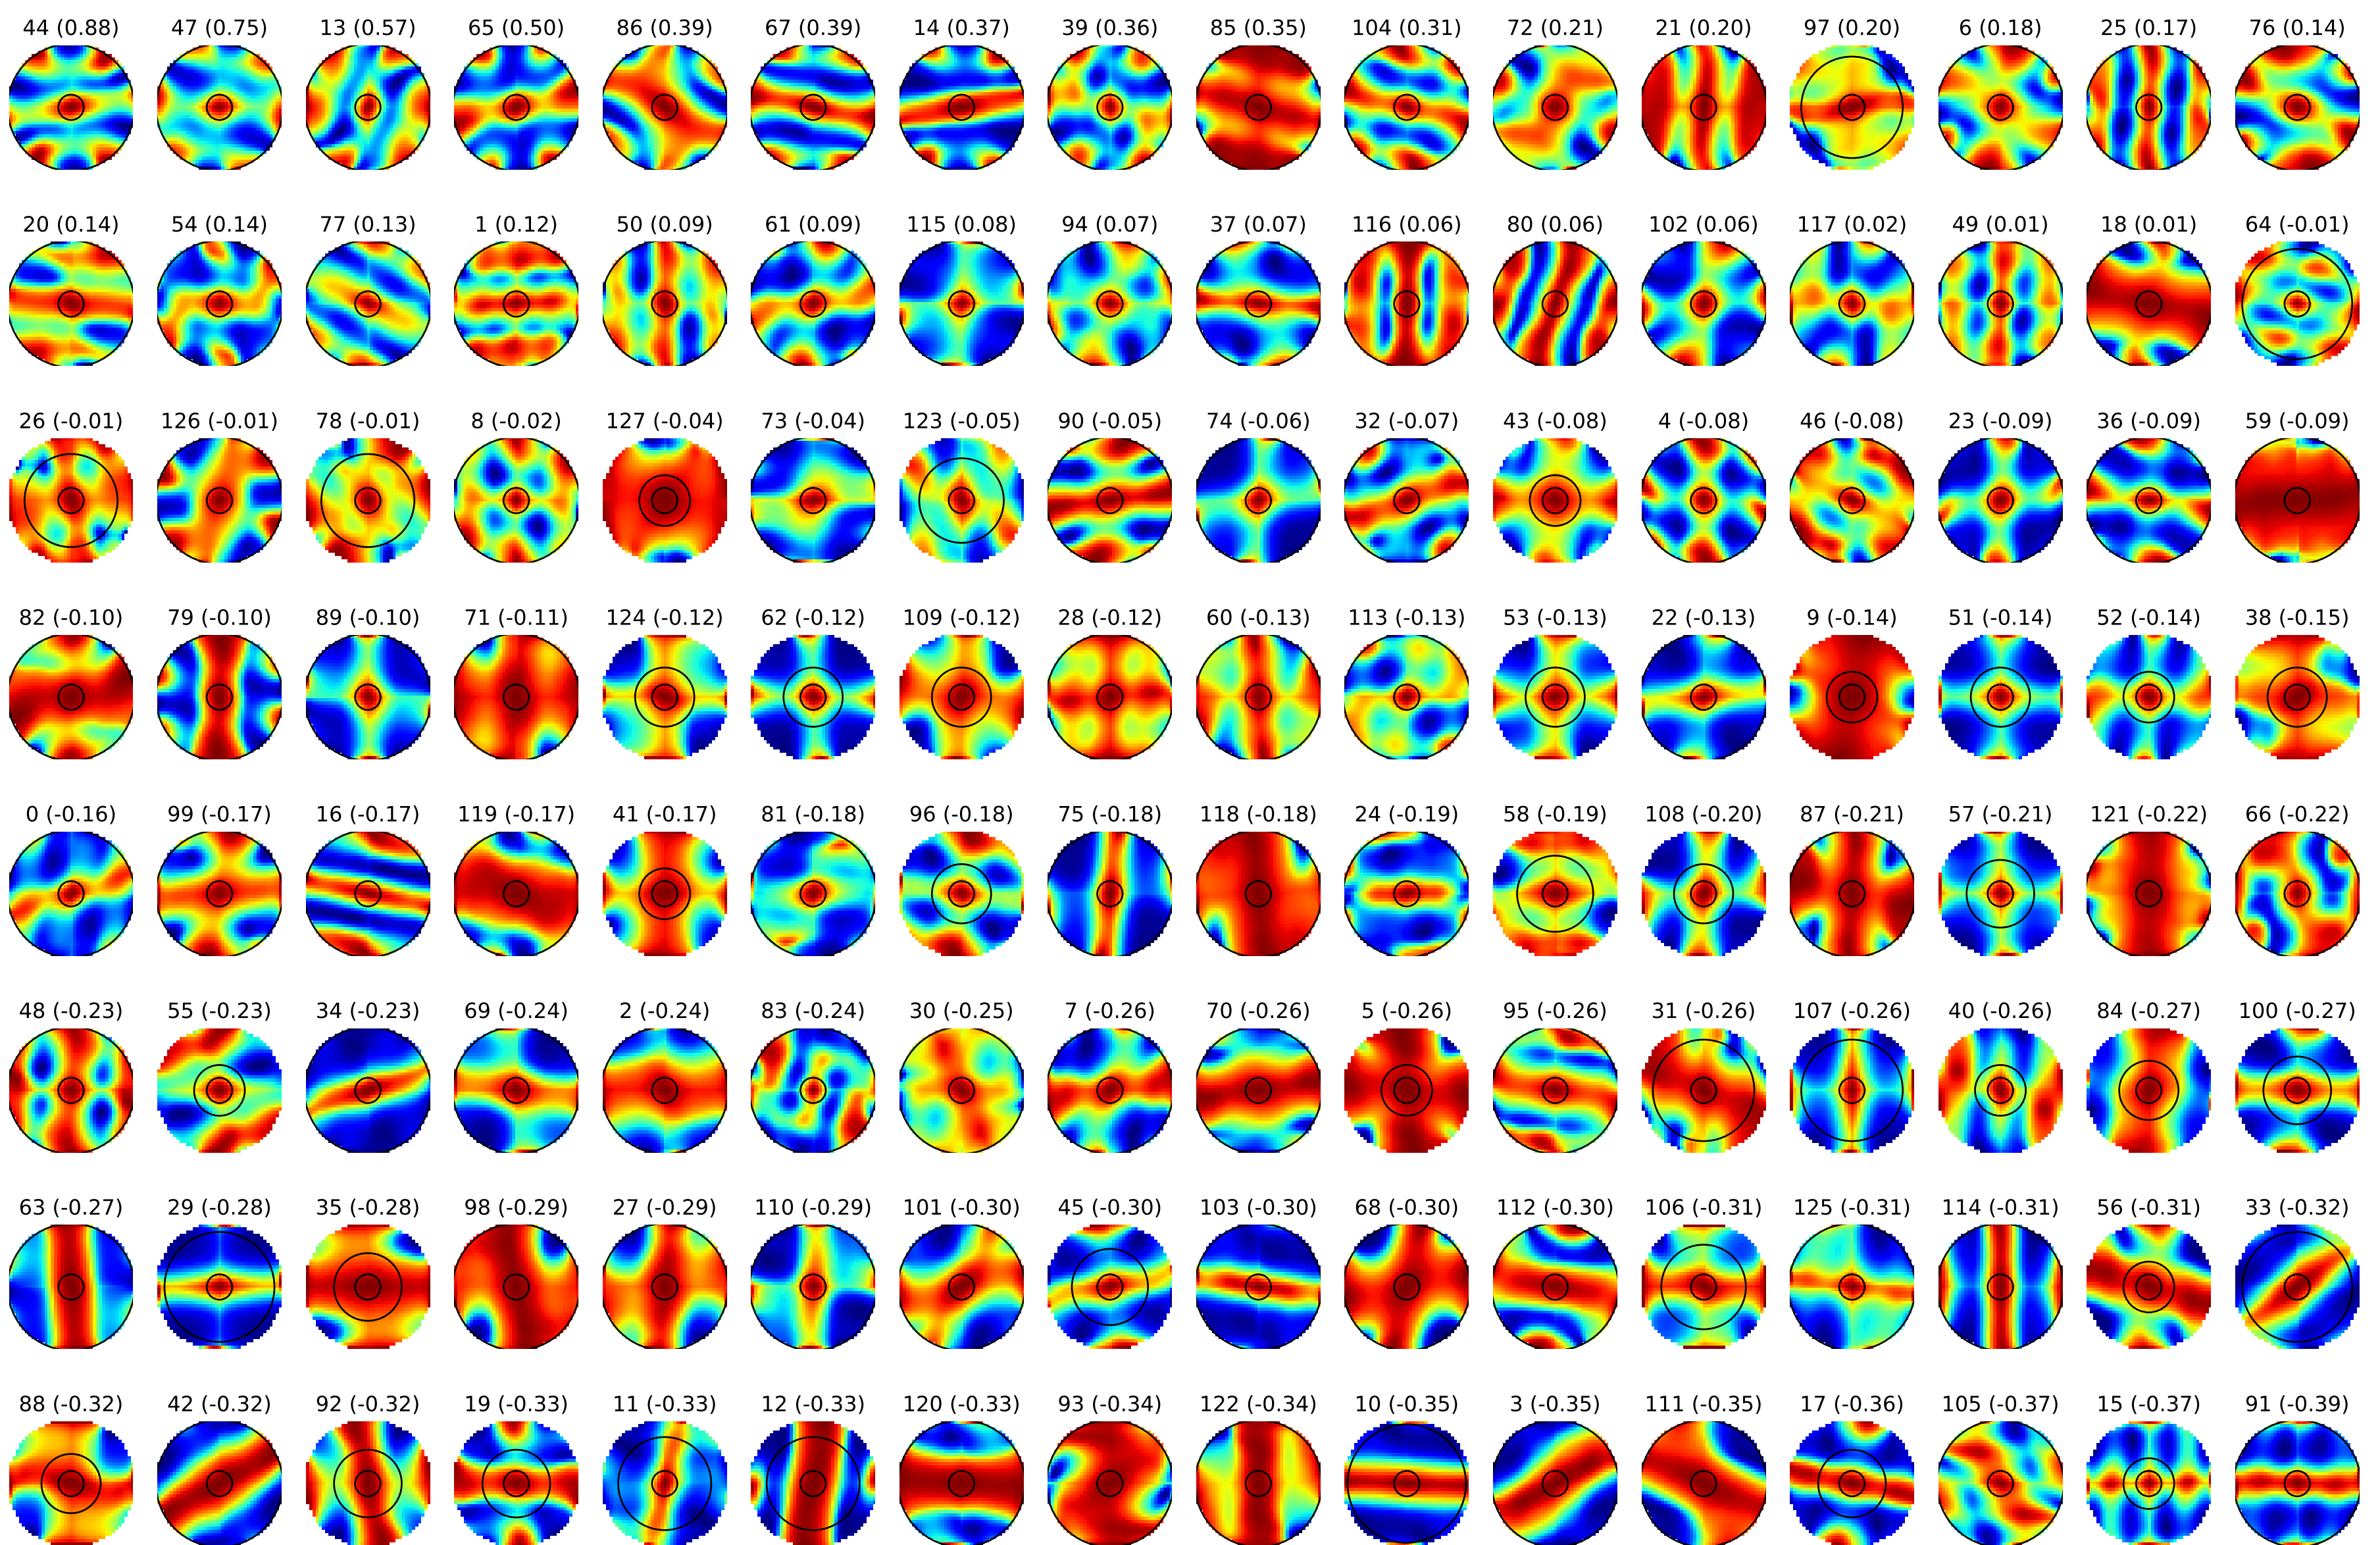 44 (0.88) 47 (0.75) 13 (0.57) 65 (0.50) 86 (0.39) 67 (0.39) 14 (0.37) 39 (0.36) 85 (0.35) 104 (0.31) 72 (0.21) 21 (0.20) 97 (0.20) 6 (0.18) 25 (0.17) 76 (0.14)
20 (0.14) 54 (0.14) 77 (0.13) 1 (0.12) 50 (0.09) 61 (0.09) 115 (0.08) 94 (0.07) 37 (0.07) 116 (0.06) 80 (0.06) 102 (0.06) 117 (0.02) 49 (0.01) 18 (0.01) 64 (-0.01)
26 (-0.01) 126 (-0.01) 78 (-0.01) 8 (-0.02) 127 (-0.04) 73 (-0.04) 123 (-0.05) 90 (-0.05) 74 (-0.06) 32 (-0.07) 43 (-0.08) 4 (-0.08) 46 (-0.08) 23 (-0.09) 36 (-0.09) 59 (-0.09)
82 (-0.10) 79 (-0.10) 89 (-0.10) 71 (-0.11) 124 (-0.12) 62 (-0.12) 109 (-0.12) 28 (-0.12) 60 (-0.13) 113 (-0.13) 53 (-0.13) 22 (-0.13) 9 (-0.14) 51 (-0.14) 52 (-0.14) 38 (-0.15)
0 (-0.16) 99 (-0.17) 16 (-0.17) 119 (-0.17) 41 (-0.17) 81 (-0.18) 96 (-0.18) 75 (-0.18) 118 (-0.18) 24 (-0.19) 58 (-0.19) 108 (-0.20) 87 (-0.21) 57 (-0.21) 121 (-0.22) 66 (-0.22)
48 (-0.23) 55 (-0.23) 34 (-0.23) 69 (-0.24) 2 (-0.24) 83 (-0.24) 30 (-0.25) 7 (-0.26) 70 (-0.26) 5 (-0.26) 95 (-0.26) 31 (-0.26) 107 (-0.26) 40 (-0.26) 84 (-0.27) 100 (-0.27)
63 (-0.27) 29 (-0.28) 35 (-0.28) 98 (-0.29) 27 (-0.29) 110 (-0.29) 101 (-0.30) 45 (-0.30) 103 (-0.30) 68 (-0.30) 112 (-0.30) 106 (-0.31) 125 (-0.31) 114 (-0.31) 56 (-0.31) 33 (-0.32)
88 (-0.32) 42 (-0.32) 92 (-0.32) 19 (-0.33) 11 (-0.33) 12 (-0.33) 120 (-0.33) 93 (-0.34) 122 (-0.34) 10 (-0.35) 3 (-0.35) 111 (-0.35) 17 (-0.36) 105 (-0.37) 15 (-0.37) 91 (-0.39)